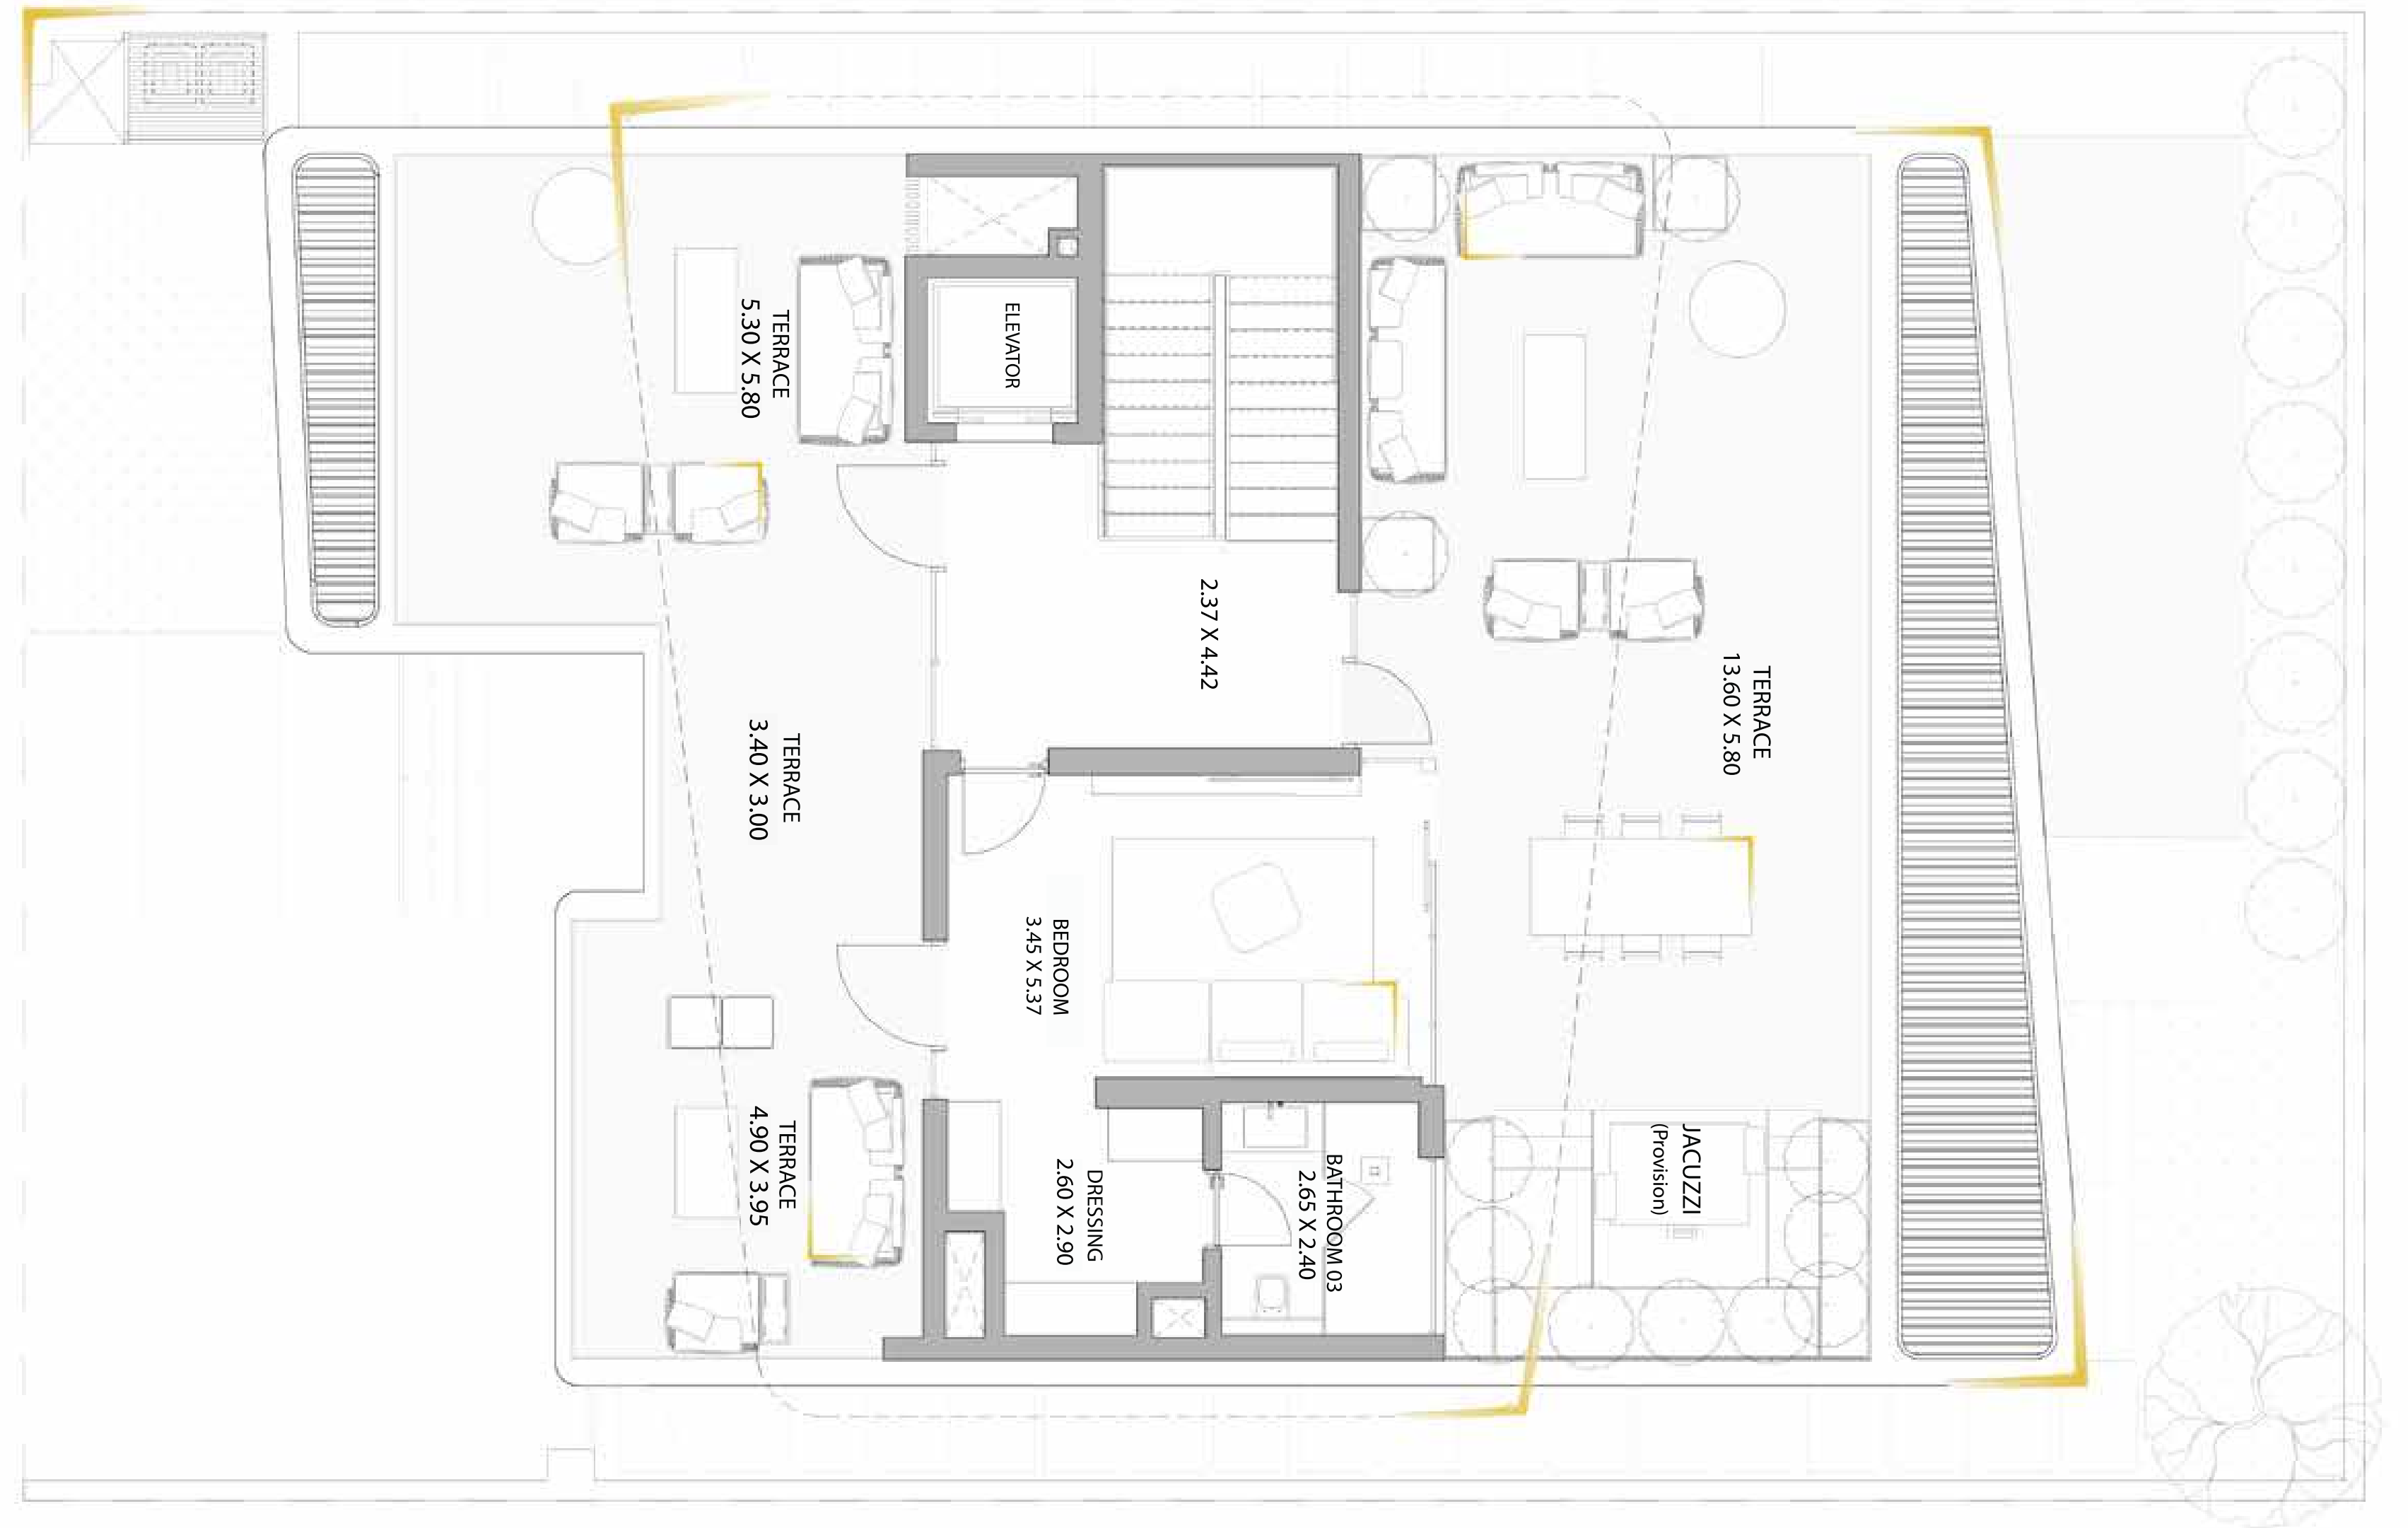 ELEVATOR
TERRACE
5.30 X 5.80
2.37 X 4.42
TERRACE
13.60 X 5.80
TERRACE
3.40 X 3.00
BEDROOM
3.45 X 5.37
TERRACE
4.90 X 3.95
DRESSING
2.60 X 2.90
BATHROOM 03
2.65 X 2.40
JACUZZI
(Provision)